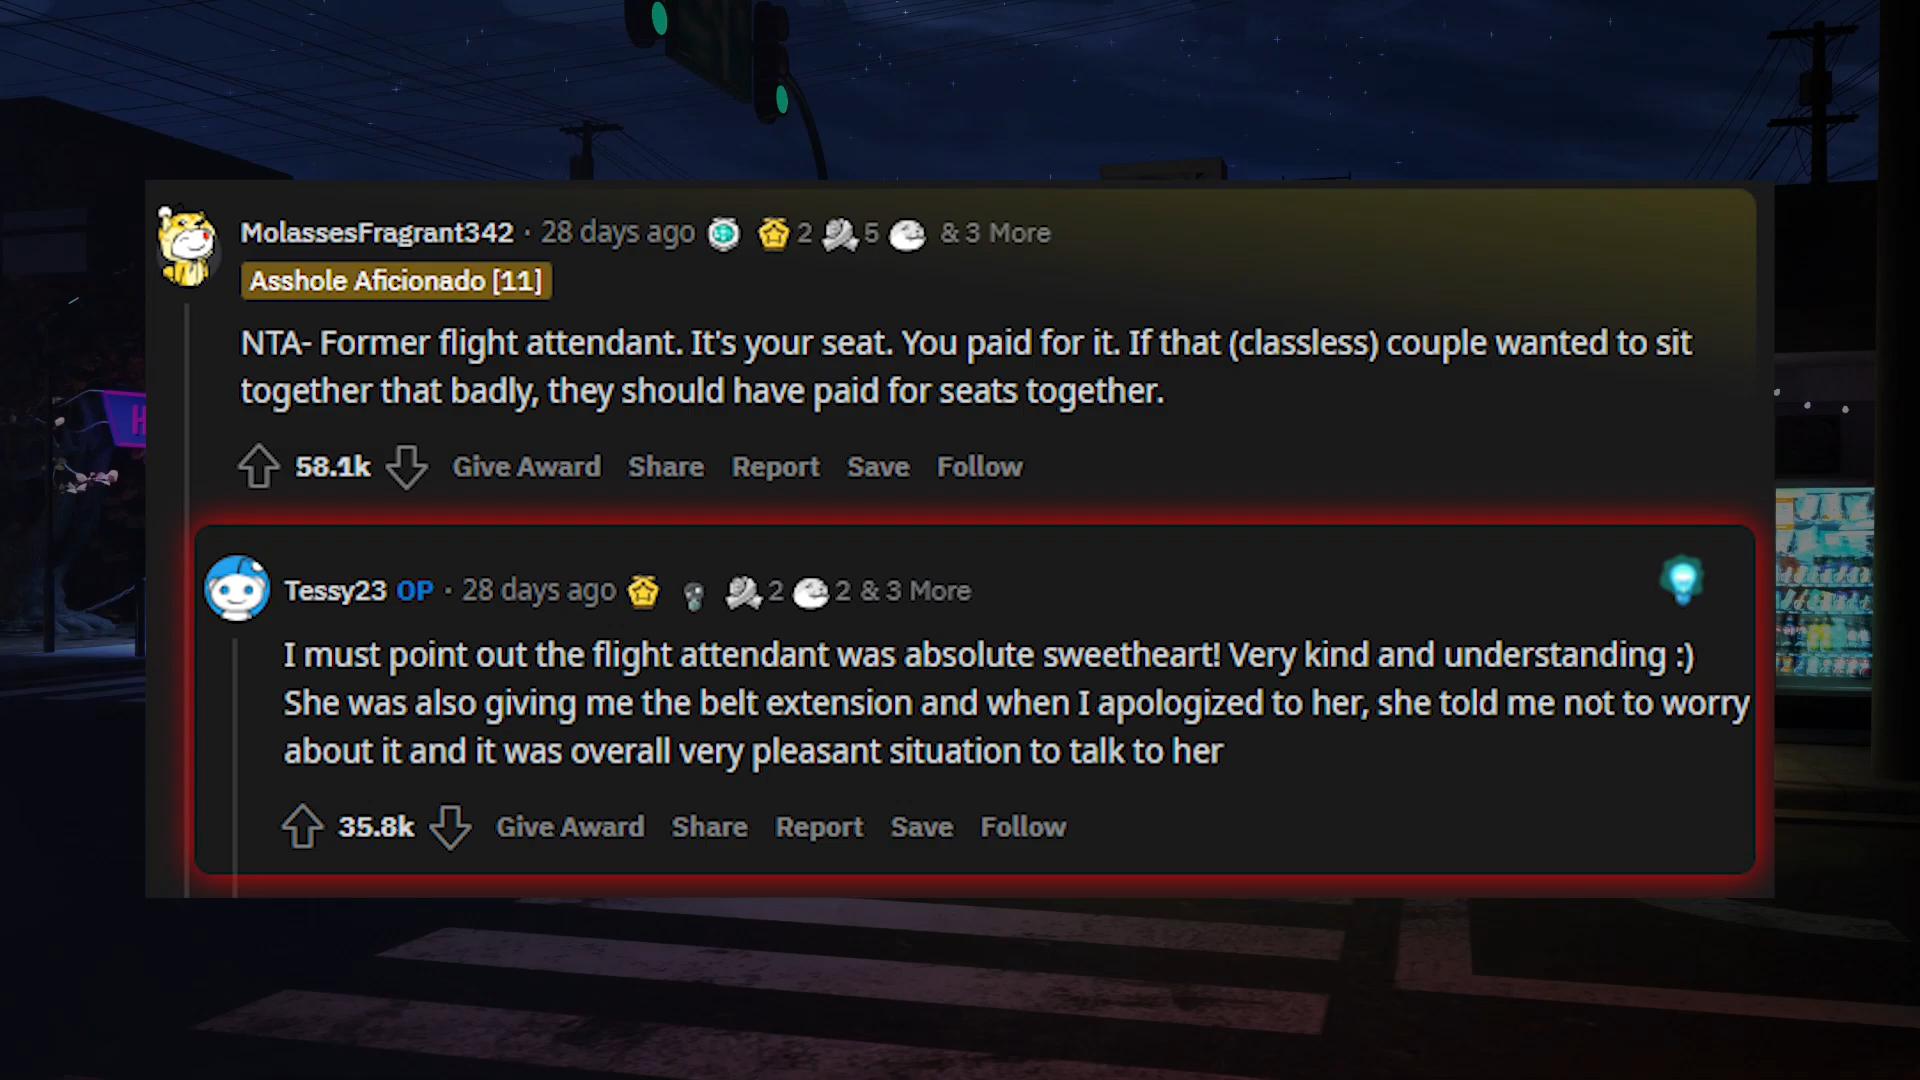 MolassesFragrant342 · 28 days ago 2 5 & 3 More
Asshole Aficionado [11]
NTA- Former flight attendant. It's your seat. You paid for it. If that (classless) couple wanted to sit
together that badly, they should have paid for seats together.
58.1k Give Award Share Report Save Follow
Tessy23 OP · 28 days ago 2 2 & 3 More
I must point out the flight attendant was absolute sweetheart! Very kind and understanding :)
She was also giving me the belt extension and when I apologized to her, she told me not to worry
about it and it was overall very pleasant situation to talk to her
35.8k Give Award Share Report Save Follow